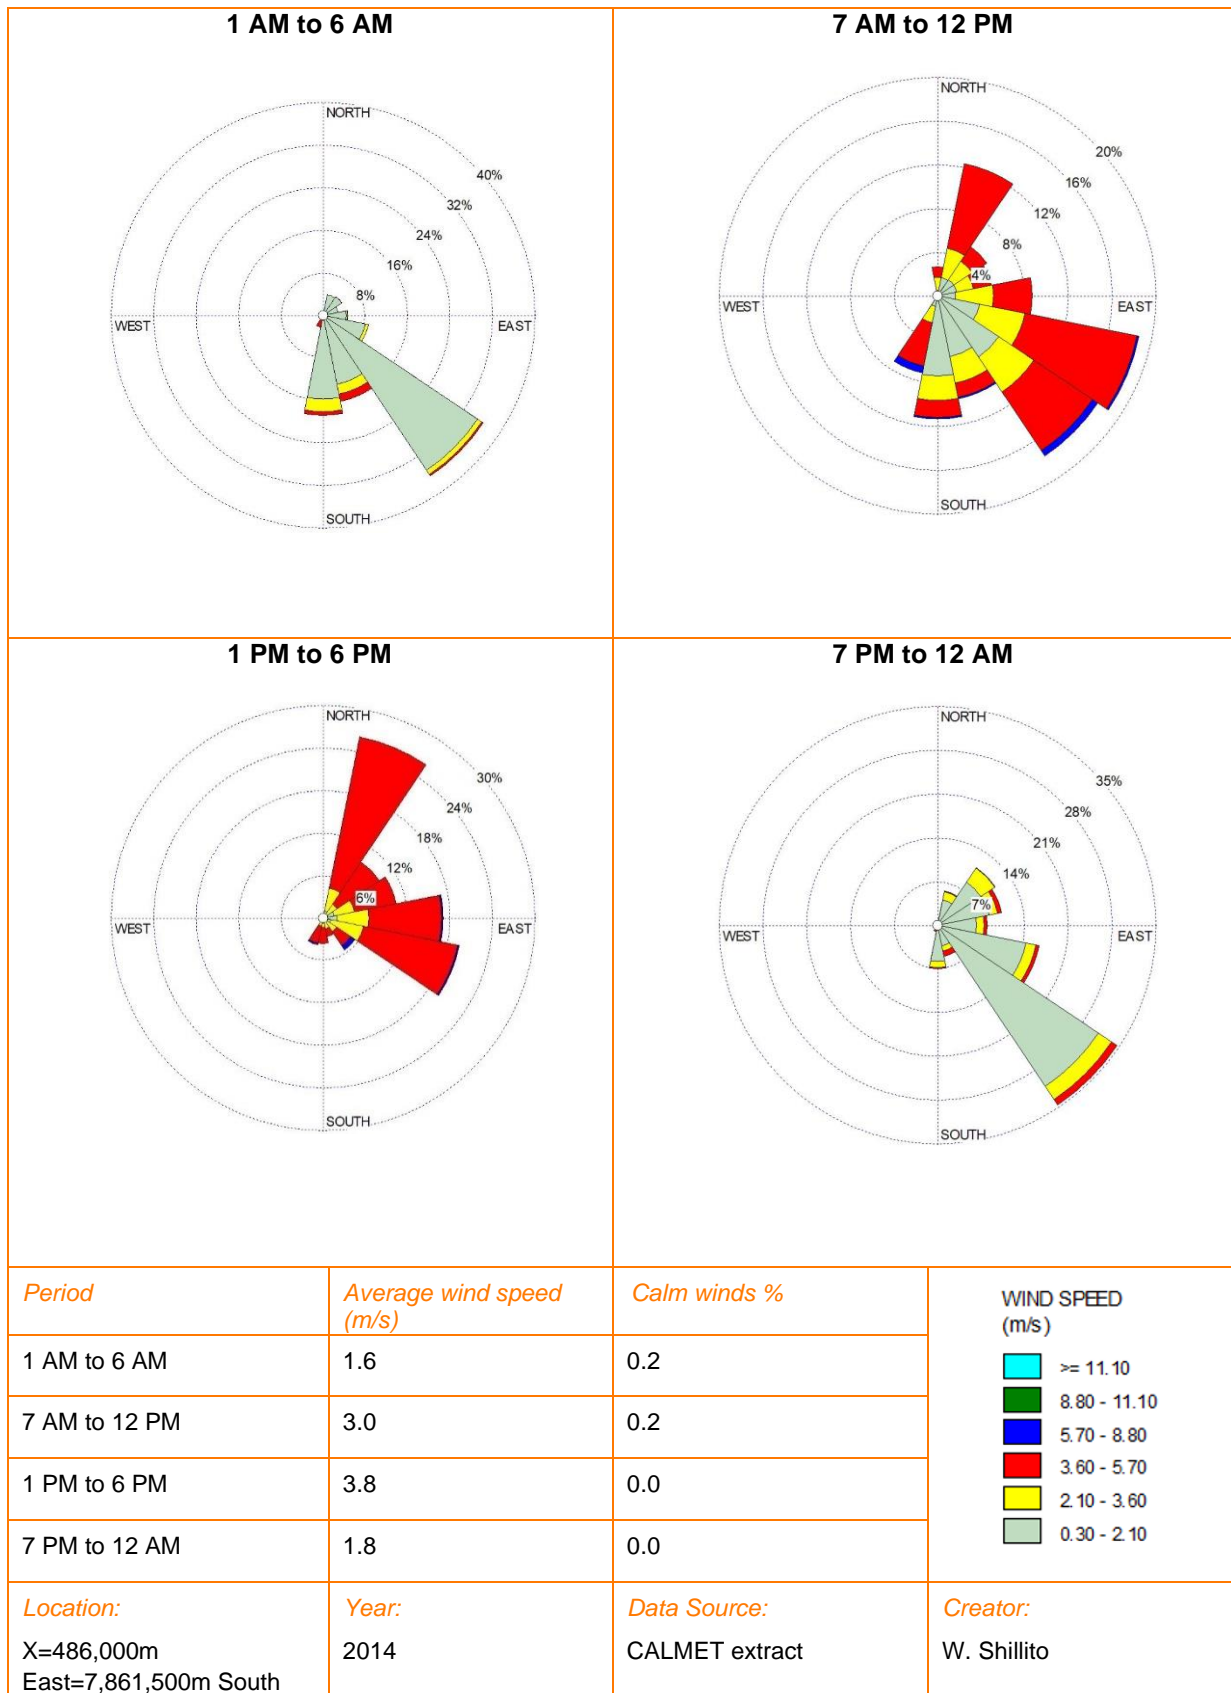 1 AM to 6 AM
7 AM to 12 PM
NORTH
40%
32%
24%
16%
8%
WEST
EAST
SOUTH
NORTH
20%
16%
12%
8%
4%
WEST
EAST
SOUTH
1 PM to 6 PM
7 PM to 12 AM
NORTH
30%
24%
18%
12%
6%
WEST
EAST
SOUTH
NORTH
35%
28%
21%
14%
7%
WEST
EAST
SOUTH
Period
Average wind speed
(m/s)
Calm winds %
1 AM to 6 AM
1.6
0.2
7 AM to 12 PM
3.0
0.2
1 PM to 6 PM
3.8
0.0
7 PM to 12 AM
1.8
0.0
WIND SPEED
(m/s)
>= 11.10
8.80 - 11.10
5.70 - 8.80
3.60 - 5.70
2.10 - 3.60
0.30 - 2.10
Location:
X=486,000m
East=7,861,500m South
Year:
2014
Data Source:
CALMET extract
Creator:
W. Shillito